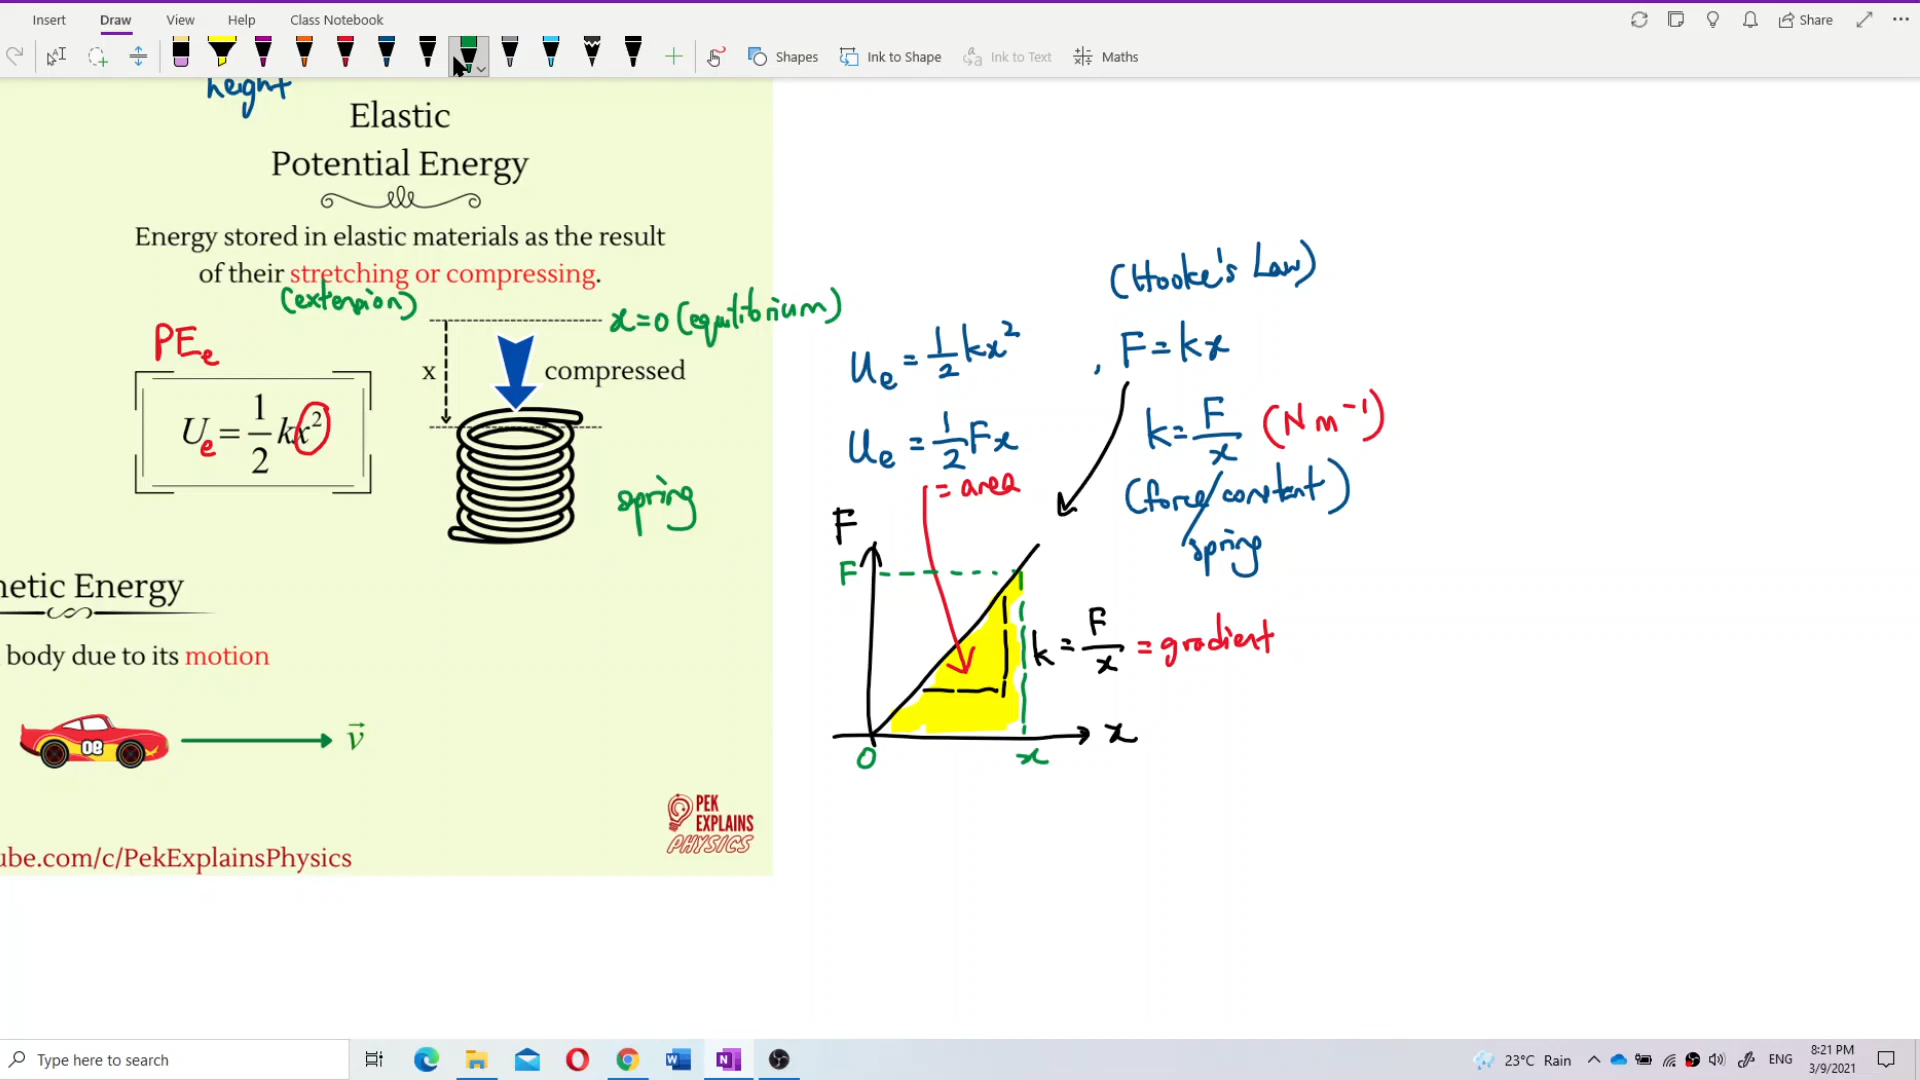 Insert Draw View Help Class Notebook
Share
Shapes Ink to Shape Ink to Text Maths
height
Elastic
Potential Energy
Energy stored in elastic materials as the result
of their stretching or compressing.
(extension)
x=0 (equilibrium)
PEe
x
compressed
Ue = 1/2 kx²
spring
netic Energy
body due to its motion
v⃗
ube.com/c/PekExplainsPhysics
PEK
EXPLAINS
PHYSICS
(Hooke's Law)
Ue = 1/2 kx² , F = kx
k = F/x (N m⁻¹)
Ue = 1/2 Fx
= area
(force/constant)
spring
F
F
k = F/x = gradient
x
0
x
Type here to search
23°C Rain
ENG
8:21 PM
3/9/2021